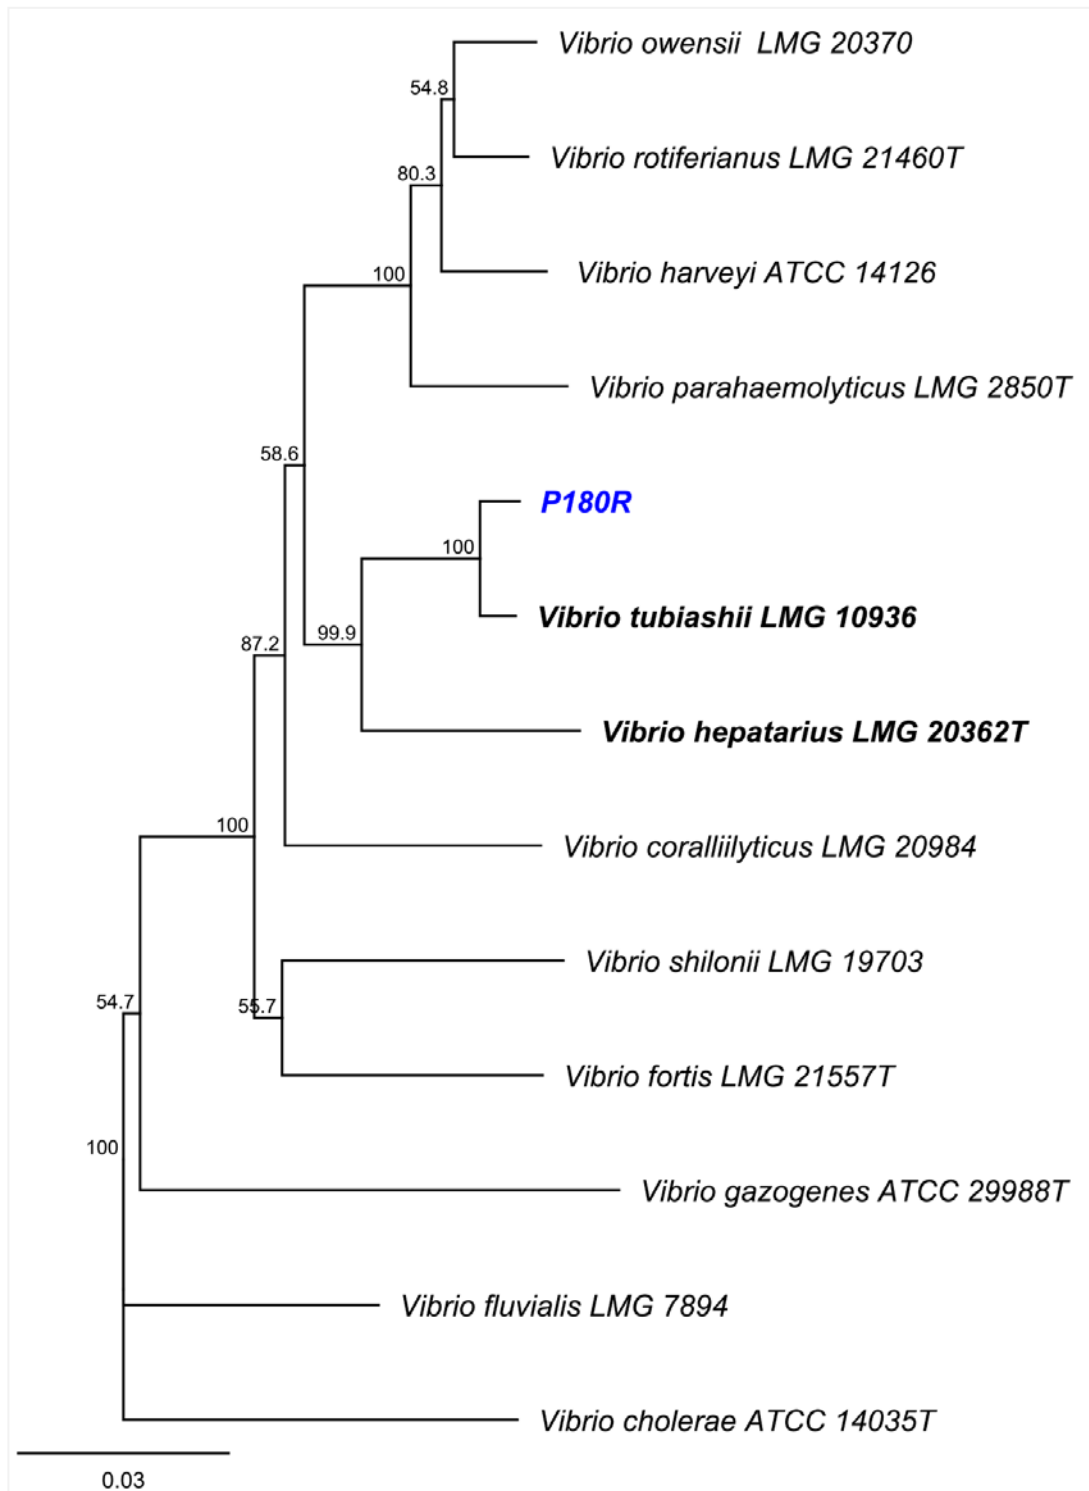 Vibrio owensii LMG 20370
54.8
Vibrio rotiferianus LMG 21460T
80.3
Vibrio harveyi ATCC 14126
100
Vibrio parahaemolyticus LMG 2850T
58.6
P180R
100
Vibrio tubiashii LMG 10936
99.9
87.2
Vibrio hepatarius LMG 20362T
100
Vibrio coralliilyticus LMG 20984
Vibrio shilonii LMG 19703
54.7
55.7
Vibrio fortis LMG 21557T
100
Vibrio gazogenes ATCC 29988T
Vibrio fluvialis LMG 7894
Vibrio cholerae ATCC 14035T
0.03